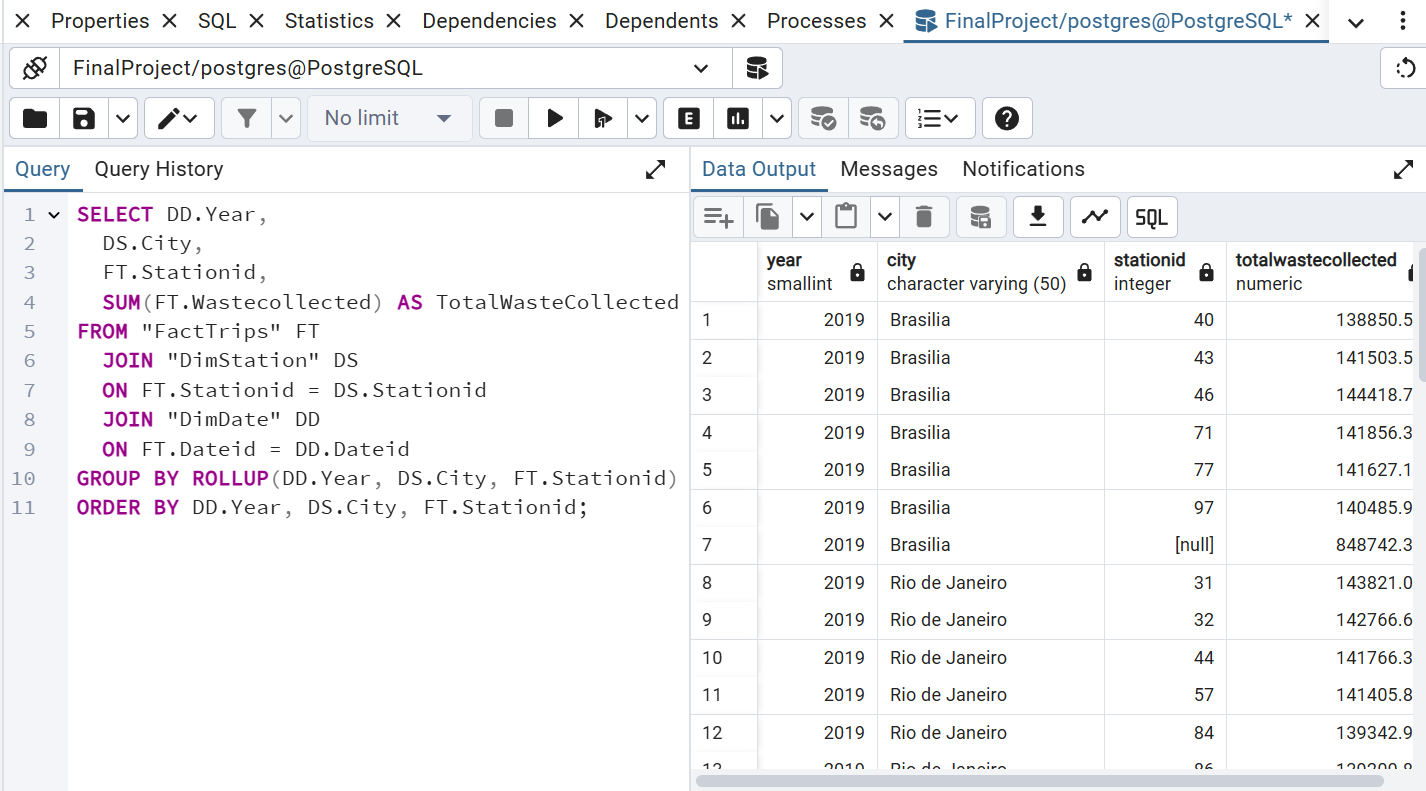 Properties SQL Statistics Dependencies Dependents Processes FinalProject/postgres@PostgreSQL*
FinalProject/postgres@PostgreSQL
No limit
Query Query History
1 SELECT DD.Year,
2 DS.City,
3 FT.Stationid,
4 SUM(FT.Wastecollected) AS TotalWasteCollected
5 FROM "FactTrips" FT
6 JOIN "DimStation" DS
7 ON FT.Stationid = DS.Stationid
8 JOIN "DimDate" DD
9 ON FT.Dateid = DD.Dateid
10 GROUP BY ROLLUP(DD.Year, DS.City, FT.Stationid)
11 ORDER BY DD.Year, DS.City, FT.Stationid;
Data Output Messages Notifications
SQL
year city stationid totalwastecollected
smallint character varying (50) integer numeric
1 2019 Brasilia 40 138850.5
2 2019 Brasilia 43 141503.5
3 2019 Brasilia 46 144418.7
4 2019 Brasilia 71 141856.3
5 2019 Brasilia 77 141627.1
6 2019 Brasilia 97 140485.9
7 2019 Brasilia [null] 848742.3
8 2019 Rio de Janeiro 31 143821.0
9 2019 Rio de Janeiro 32 142766.6
10 2019 Rio de Janeiro 44 141766.3
11 2019 Rio de Janeiro 57 141405.8
12 2019 Rio de Janeiro 84 139342.9